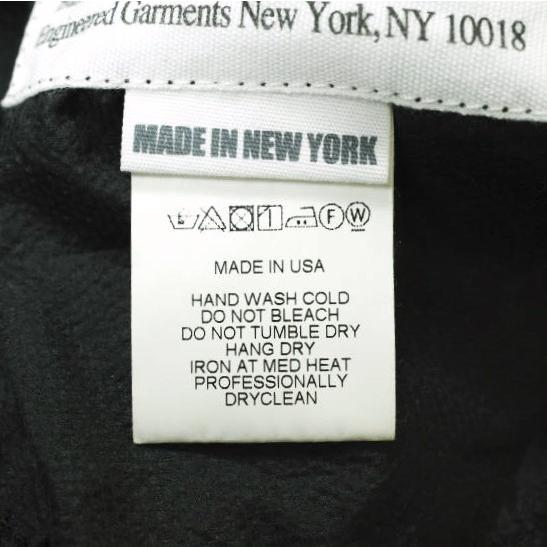 Engineered Garments New York, NY 10018
MADE IN NEW YORK
F W
MADE IN USA
HAND WASH COLD
DO NOT BLEACH
DO NOT TUMBLE DRY
HANG DRY
IRON AT MED HEAT
PROFESSIONALLY
DRYCLEAN